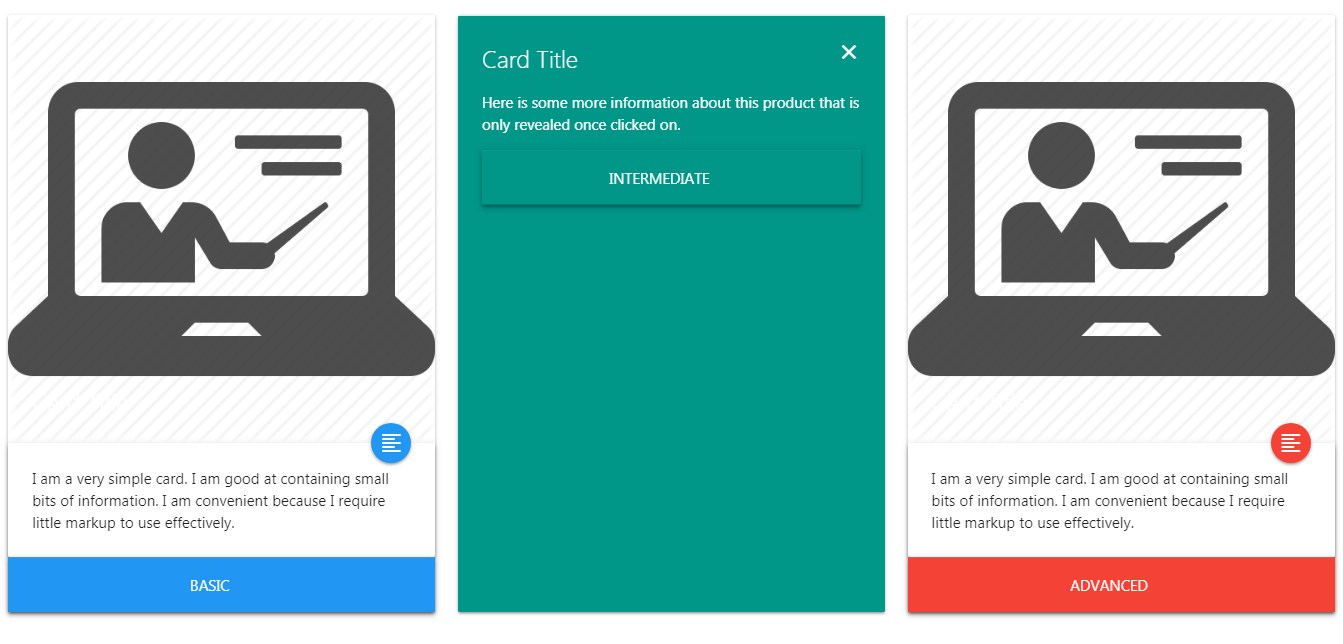 I am a very simple card. I am good at containing small
bits of information. I am convenient because I require
little markup to use effectively.
BASIC
Card Title
Here is some more information about this product that is
only revealed once clicked on.
INTERMEDIATE
I am a very simple card. I am good at containing small
bits of information. I am convenient because I require
little markup to use effectively.
ADVANCED